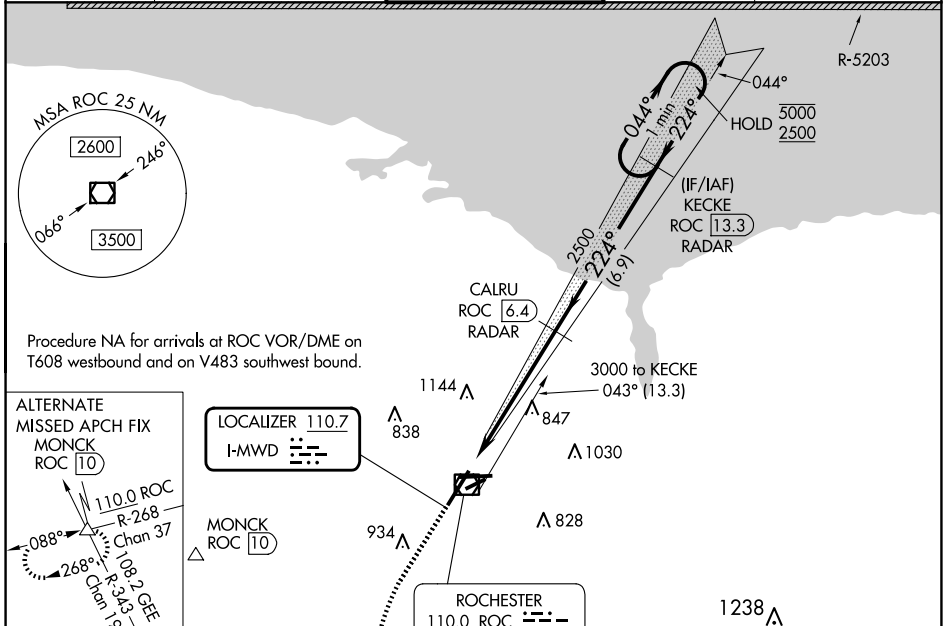 R-5203
044°
HOLD 5000
2500
044°
1 min
224°
MSA ROC 25 NM
2600
246°
066°
3500
(IF/IAF)
KECKE
ROC 13.3
RADAR
2500
224°
(6.9)
CALRU
ROC 6.4
RADAR
Procedure NA for arrivals at ROC VOR/DME on
T608 westbound and on V483 southwest bound.
3000 to KECKE
043° (13.3)
1144
838
847
1030
828
934
1238
LOCALIZER 110.7
I-MWD
ALTERNATE
MISSED APCH FIX
MONCK
ROC 10
110.0 ROC
R-268
Chan 37
088°
268°
108.2 GEE
R-343
Chan 19
MONCK
ROC 10
ROCHESTER
110.0 ROC